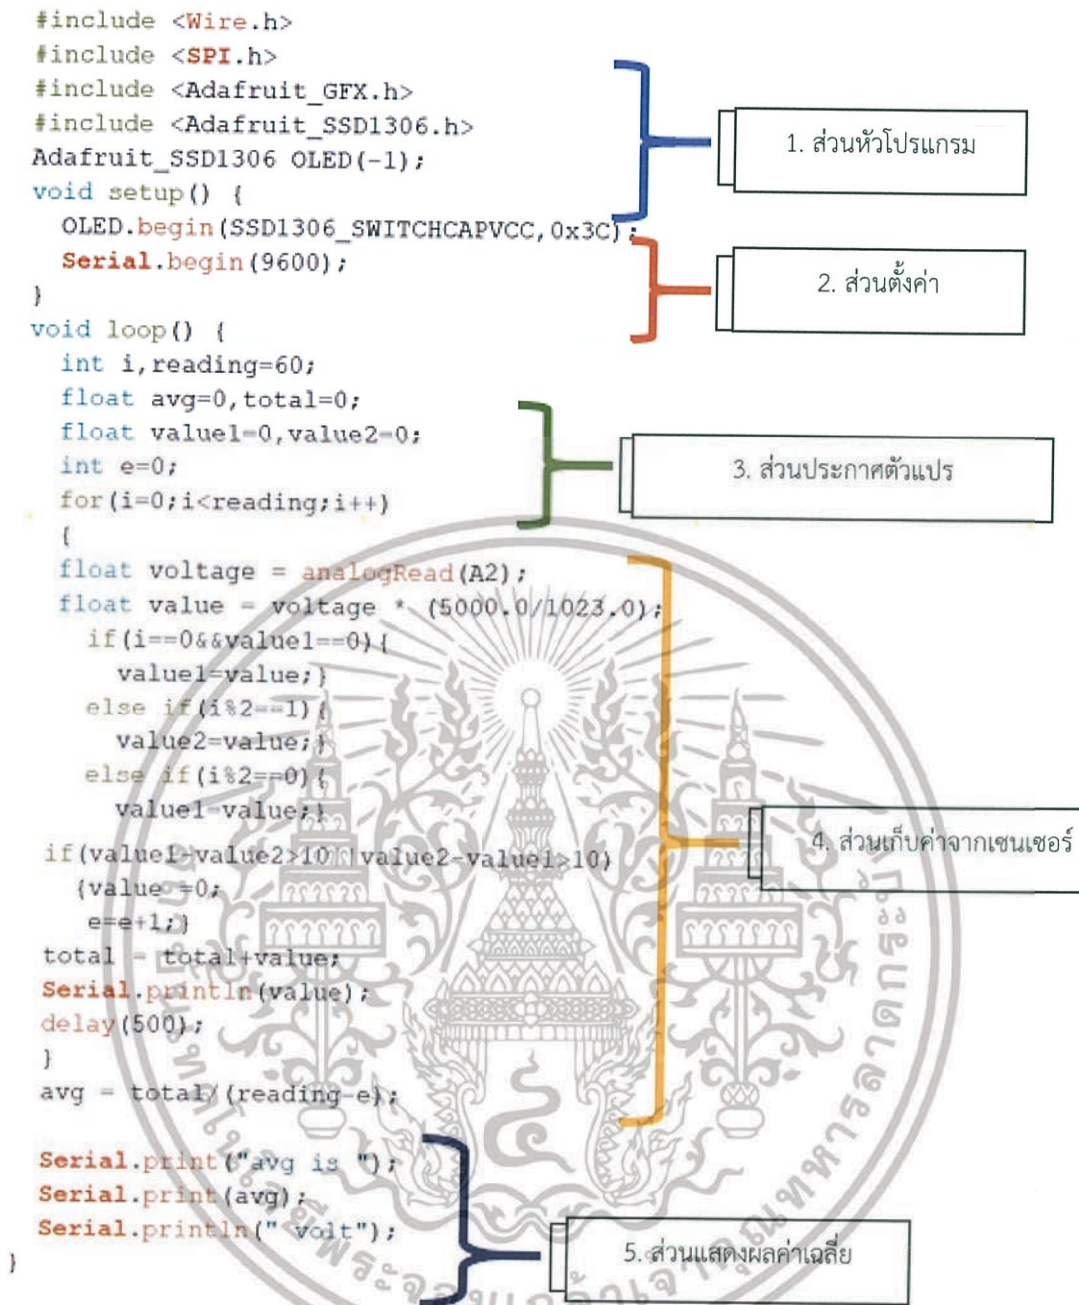 #include <Wire.h>
#include <SPI.h>
#include <Adafruit_GFX.h>
#include <Adafruit_SSD1306.h>
Adafruit_SSD1306 OLED(-1);
void setup() {
OLED.begin(SSD1306_SWITCHCAPVCC,0x3C);
Serial.begin(9600);
}
void loop() {
int i,reading=60;
float avg=0,total=0;
float value1=0,value2=0;
int e=0;
for(i=0;i<reading;i++)
{
float voltage = analogRead(A2);
float value = voltage * (5000.0/1023.0);
if(i==0&&value1==0){
value1=value;}
else if(i%2==1){
value2=value;}
else if(i%2==0){
value1=value;}
if(value1-value2>10||value2-value1>10)
{value =0;
e=e+1;}
total = total+value;
Serial.println(value);
delay(500);
}
avg = total/(reading-e);
Serial.print("avg is ");
Serial.print(avg);
Serial.println(" volt");
}
1. ส่วนหัวโปรแกรม
2. ส่วนตั้งค่า
3. ส่วนประกาศตัวแปร
4. ส่วนเก็บค่าจากเซนเซอร์
5. ส่วนแสดงผลค่าเฉลี่ย